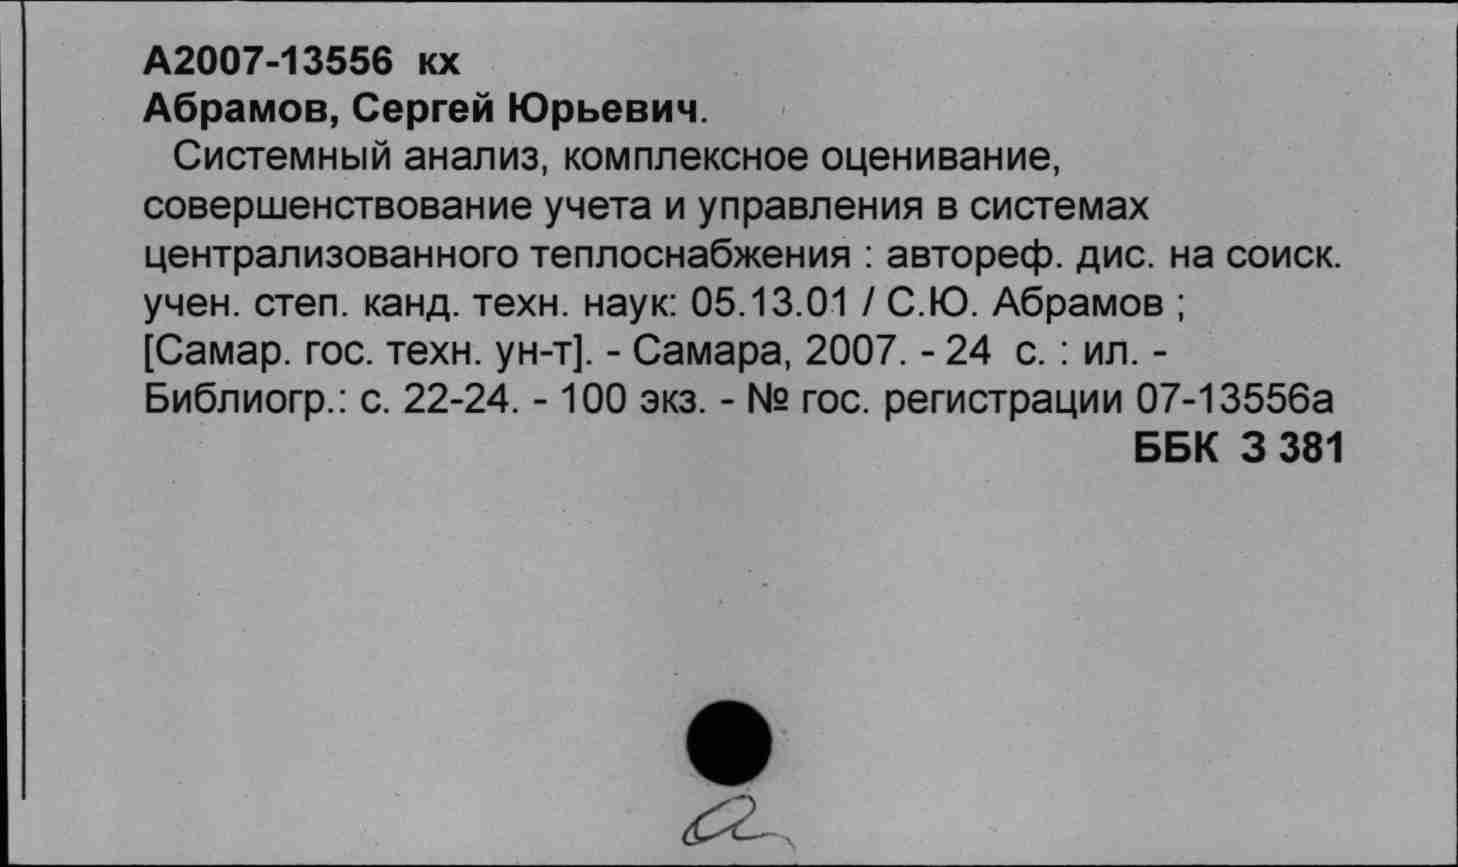 А2007-13556 кх
Абрамов, Сергей Юрьевич.
Системный анализ, комплексное оценивание,
совершенствование учета и управления в системах
централизованного теплоснабжения : автореф. дис. на соиск.
учен. степ. канд. техн. наук: 05.13.01 / С.Ю. Абрамов ;
[Самар. гос. техн. ун-т]. - Самара, 2007. - 24 с. : ил. -
Библиогр.: с. 22-24. - 100 экз. - № гос. регистрации 07-13556а
ББК З 381